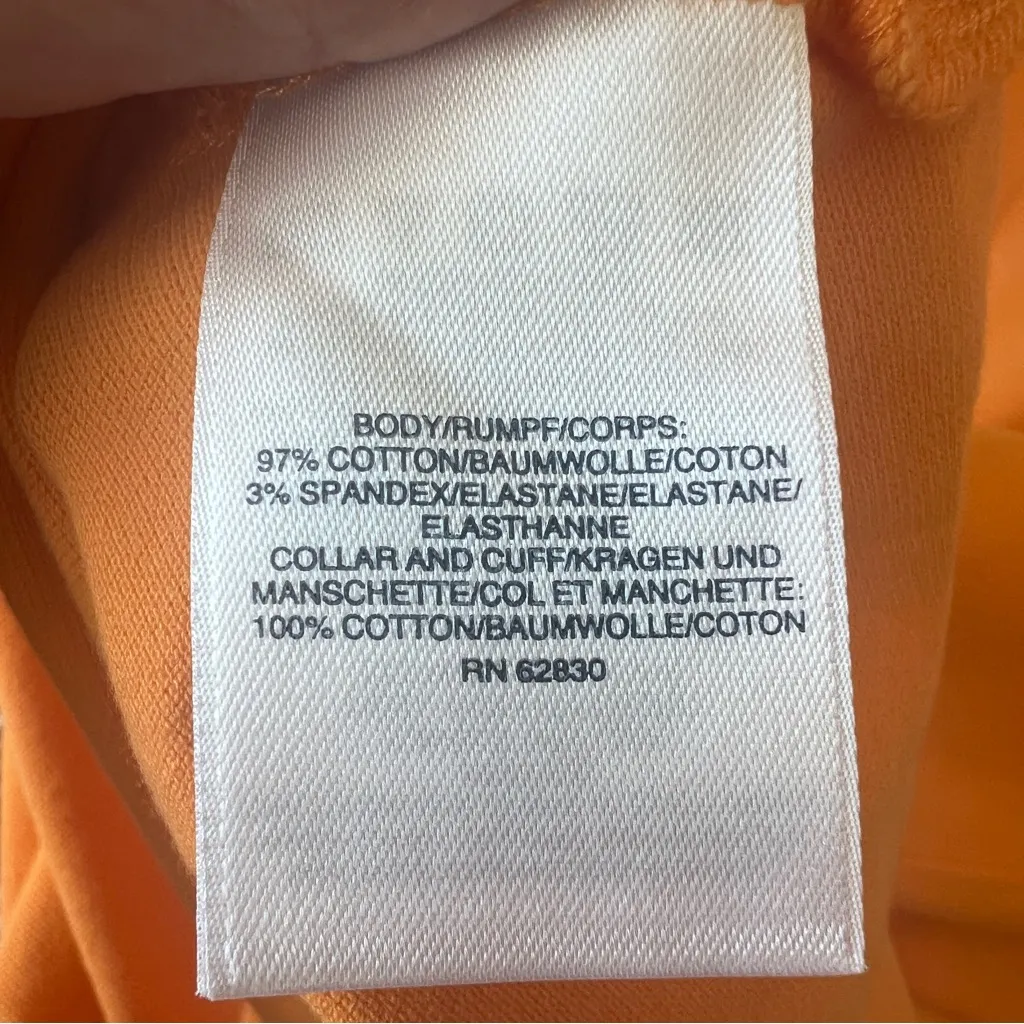 BODY/RUMPF/CORPS:
97% COTTON/BAUMWOLLE/COTON
3% SPANDEX/ELASTANE/ELASTANE/
ELASTHANNE
COLLAR AND CUFF/KRAGEN UND
MANSCHETTE/COL ET MANCHETTE:
100% COTTON/BAUMWOLLE/COTON
RN 62830